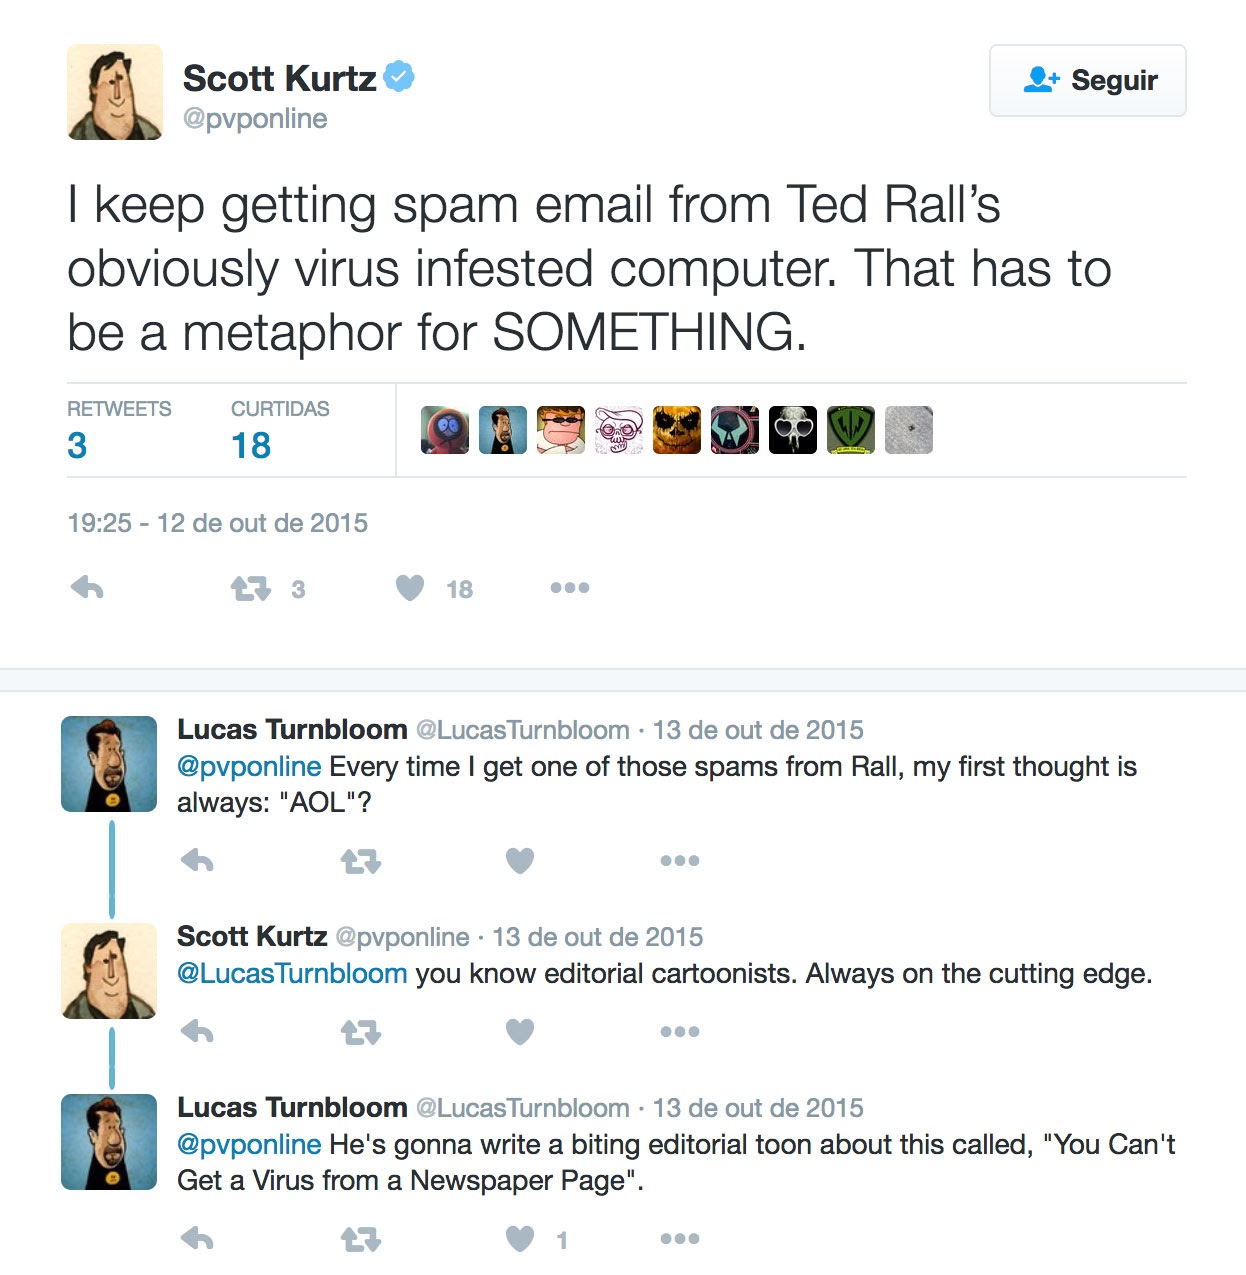 Scott Kurtz
@pvponline
Seguir
I keep getting spam email from Ted Rall’s
obviously virus infested computer. That has to
be a metaphor for SOMETHING.
RETWEETS CURTIDAS
3 18
19:25 - 12 de out de 2015
3 18
Lucas Turnbloom @LucasTurnbloom · 13 de out de 2015
@pvponline Every time I get one of those spams from Rall, my first thought is
always: "AOL"?
Scott Kurtz @pvponline · 13 de out de 2015
@LucasTurnbloom you know editorial cartoonists. Always on the cutting edge.
Lucas Turnbloom @LucasTurnbloom · 13 de out de 2015
@pvponline He's gonna write a biting editorial toon about this called, "You Can't
Get a Virus from a Newspaper Page".
1